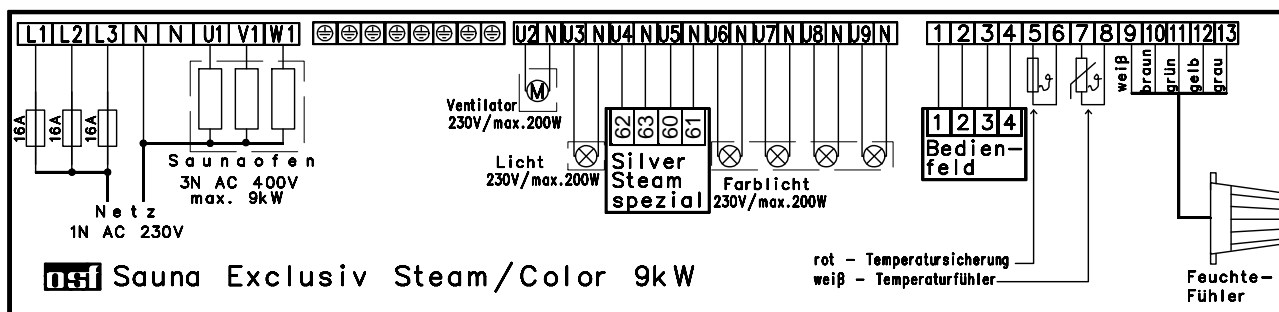 L1 L2 L3 N N U1 V1 W1
U2 N U3 N U4 N U5 N U6 N U7 N U8 N U9 N
1 2 3 4 5 6 7 8 9 10 11 12 13
16A 16A 16A
Saunaofen
3N AC 400V
max. 9kW
Netz
1N AC 230V
M
Ventilator
230V/max.200W
Licht
230V/max.200W
62 63 60 61
Silver
Steam
spezial
Farblicht
230V/max.200W
1 2 3 4
Bedien-
feld
ϑ ϑ
weiß
braun
grün
gelb
grau
rot - Temperatursicherung
weiß - Temperaturfühler
Feuchte-
Fühler
osf Sauna Exclusiv Steam/Color 9kW